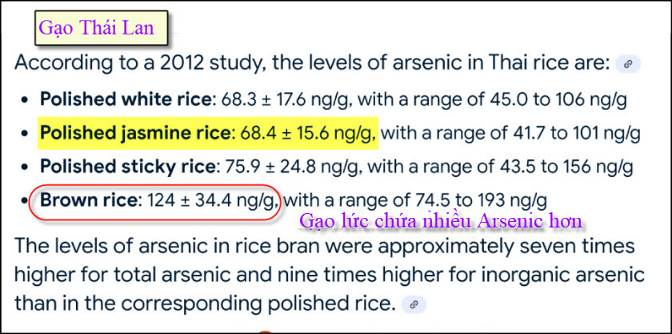 Gạo Thái Lan
According to a 2012 study, the levels of arsenic in Thai rice are:
• Polished white rice: 68.3 ± 17.6 ng/g, with a range of 45.0 to 106 ng/g
• Polished jasmine rice: 68.4 ± 15.6 ng/g, with a range of 41.7 to 101 ng/g
• Polished sticky rice: 75.9 ± 24.8 ng/g, with a range of 43.5 to 156 ng/g
• Brown rice: 124 ± 34.4 ng/g, with a range of 74.5 to 193 ng/g
Gạo lức chứa nhiều Arsenic hơn
The levels of arsenic in rice bran were approximately seven times
higher for total arsenic and nine times higher for inorganic arsenic
than in the corresponding polished rice.